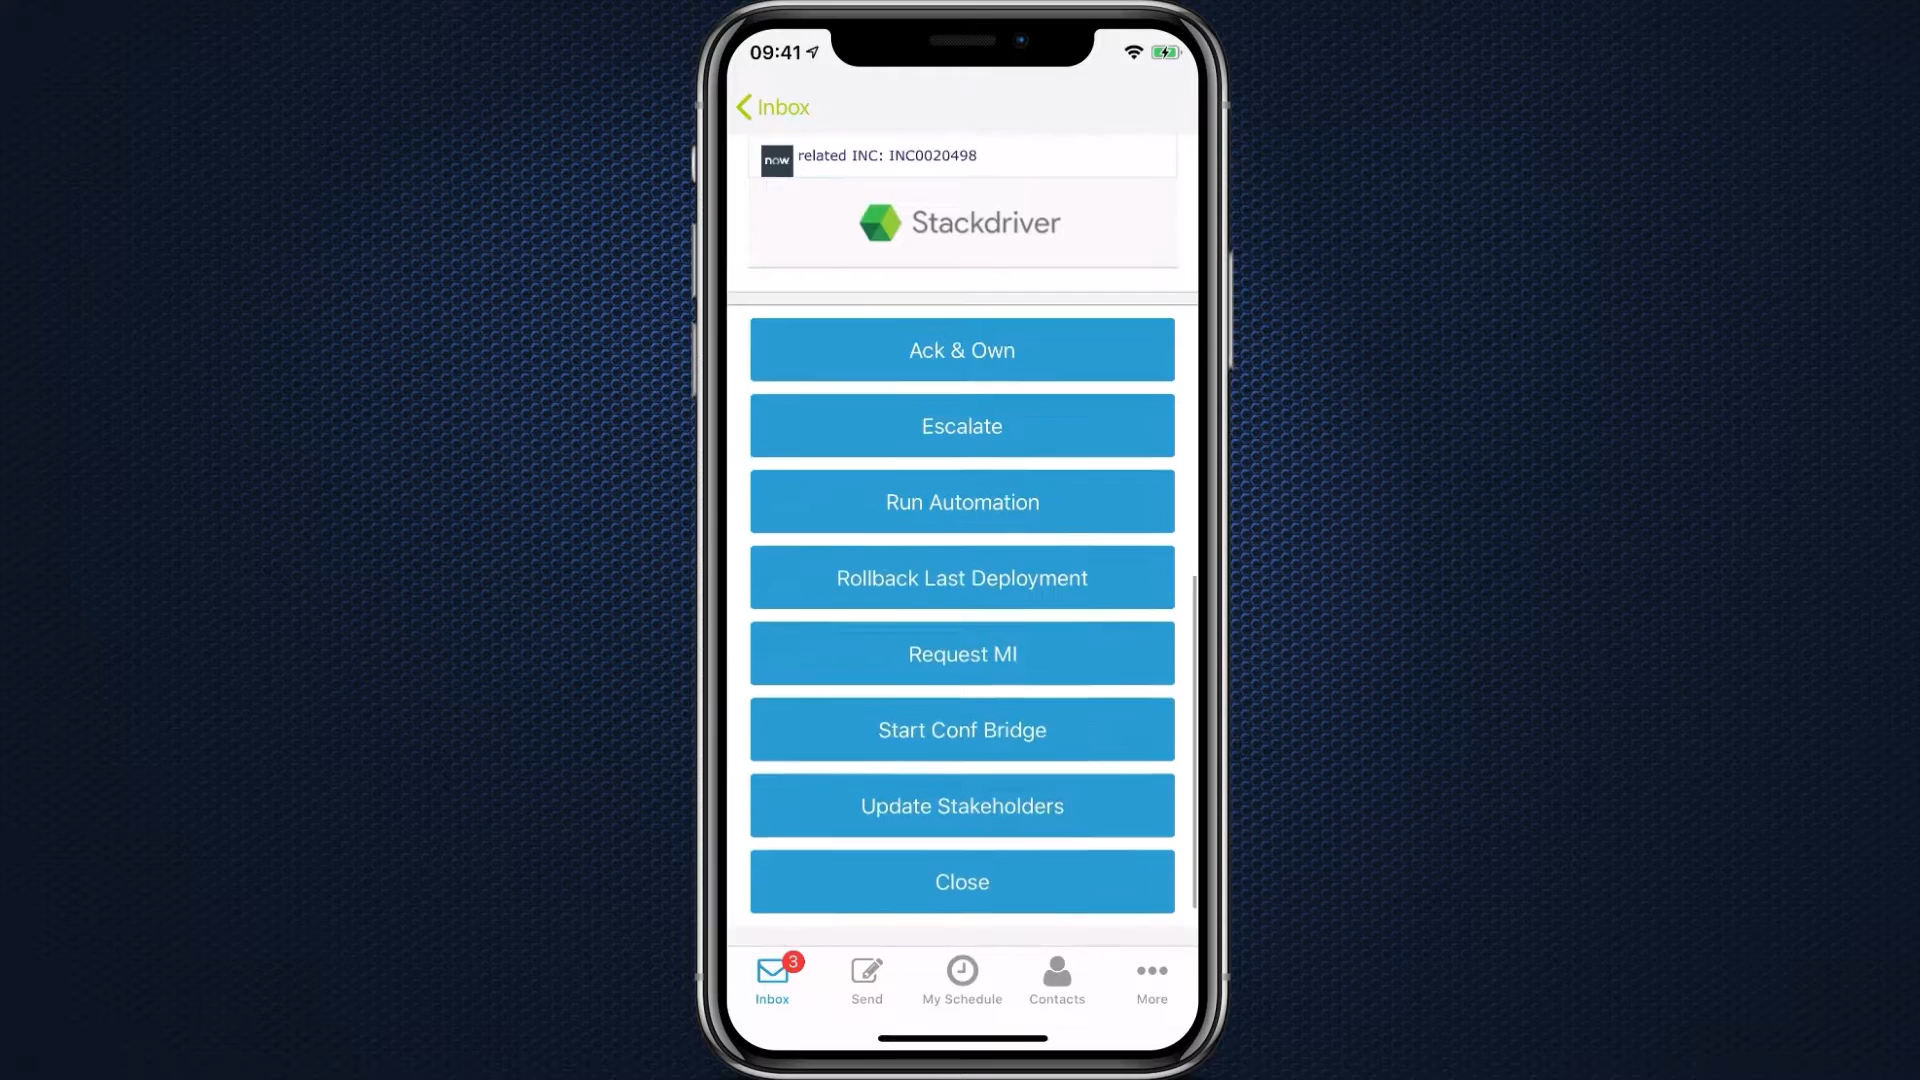 09:41
Inbox
now. related INC: INC0020498
Stackdriver
Ack & Own
Escalate
Run Automation
Rollback Last Deployment
Request MI
Start Conf Bridge
Update Stakeholders
Close
3
Inbox
Send
My Schedule
Contacts
More